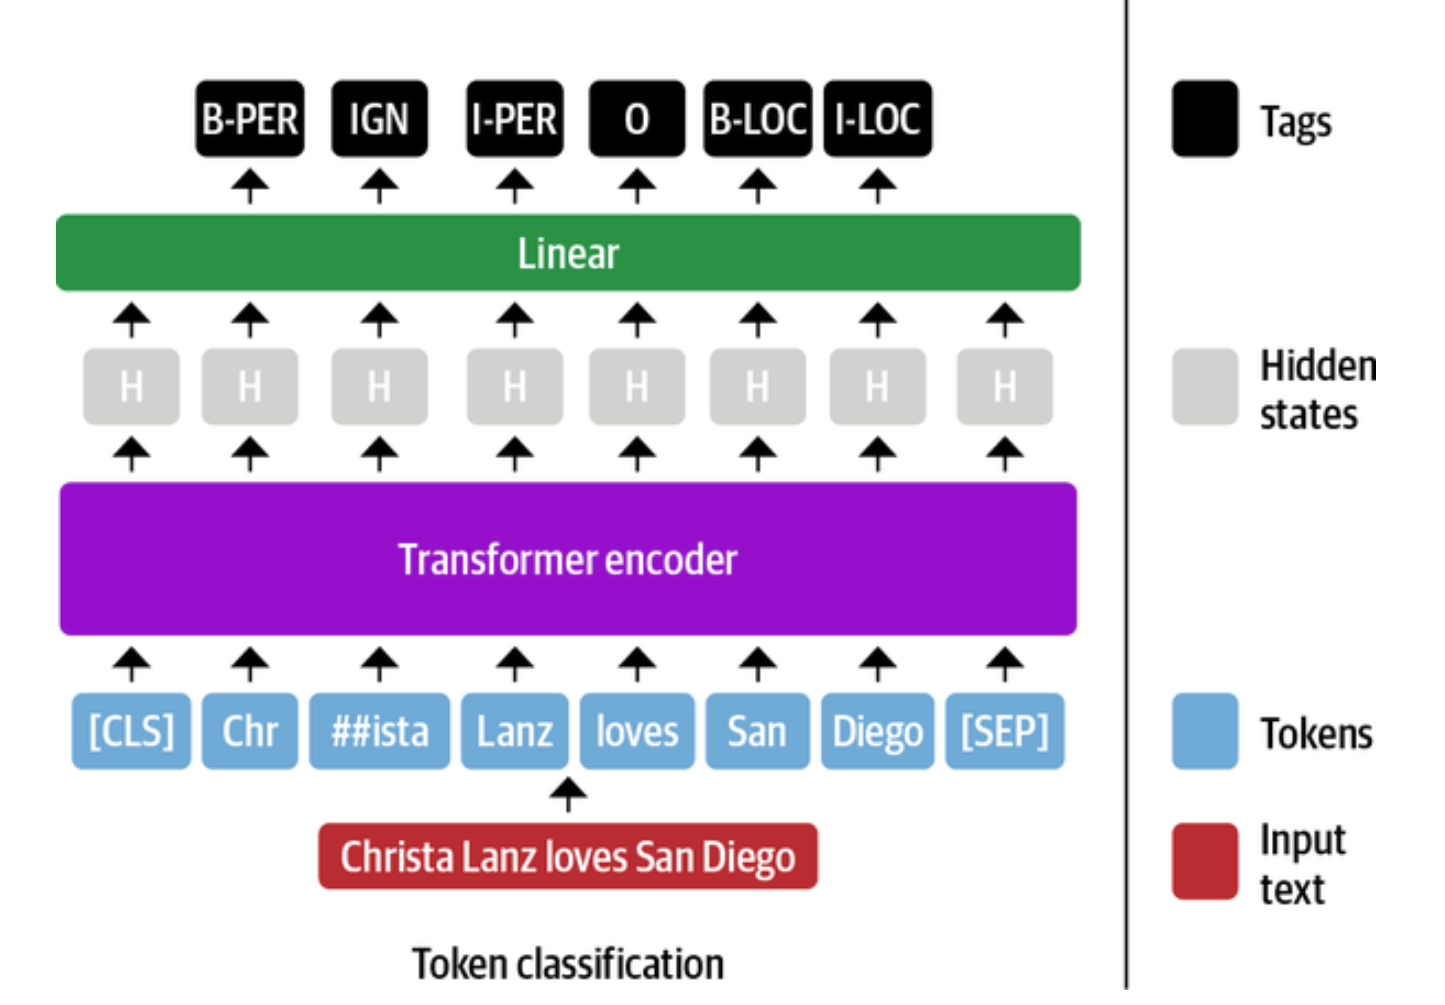 B-PER IGN I-PER O B-LOC I-LOC
Tags
Linear
H H H H H H H H
Hidden
states
Transformer encoder
[CLS] Chr ##ista Lanz loves San Diego [SEP]
Tokens
Christa Lanz loves San Diego
Input
text
Token classification